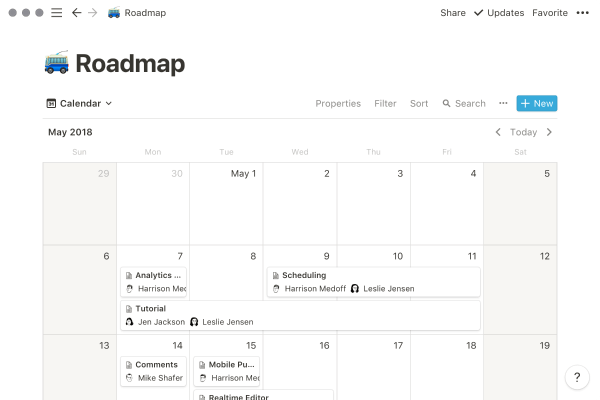 Roadmap
Share Updates Favorite
Roadmap
31 Calendar
Properties Filter Sort Search New
May 2018
Today
Sun Mon Tue Wed Thu Fri Sat
29 30 May 1 2 3 4 5
6 7 8 9 10 11 12
Analytics ...
Harrison Med
Scheduling
Harrison Medoff Leslie Jensen
Tutorial
Jen Jackson Leslie Jensen
13 14 15 16 17 18 19
Comments
Mike Shafer
Mobile Pu...
Harrison Med
Realtime Editor
?